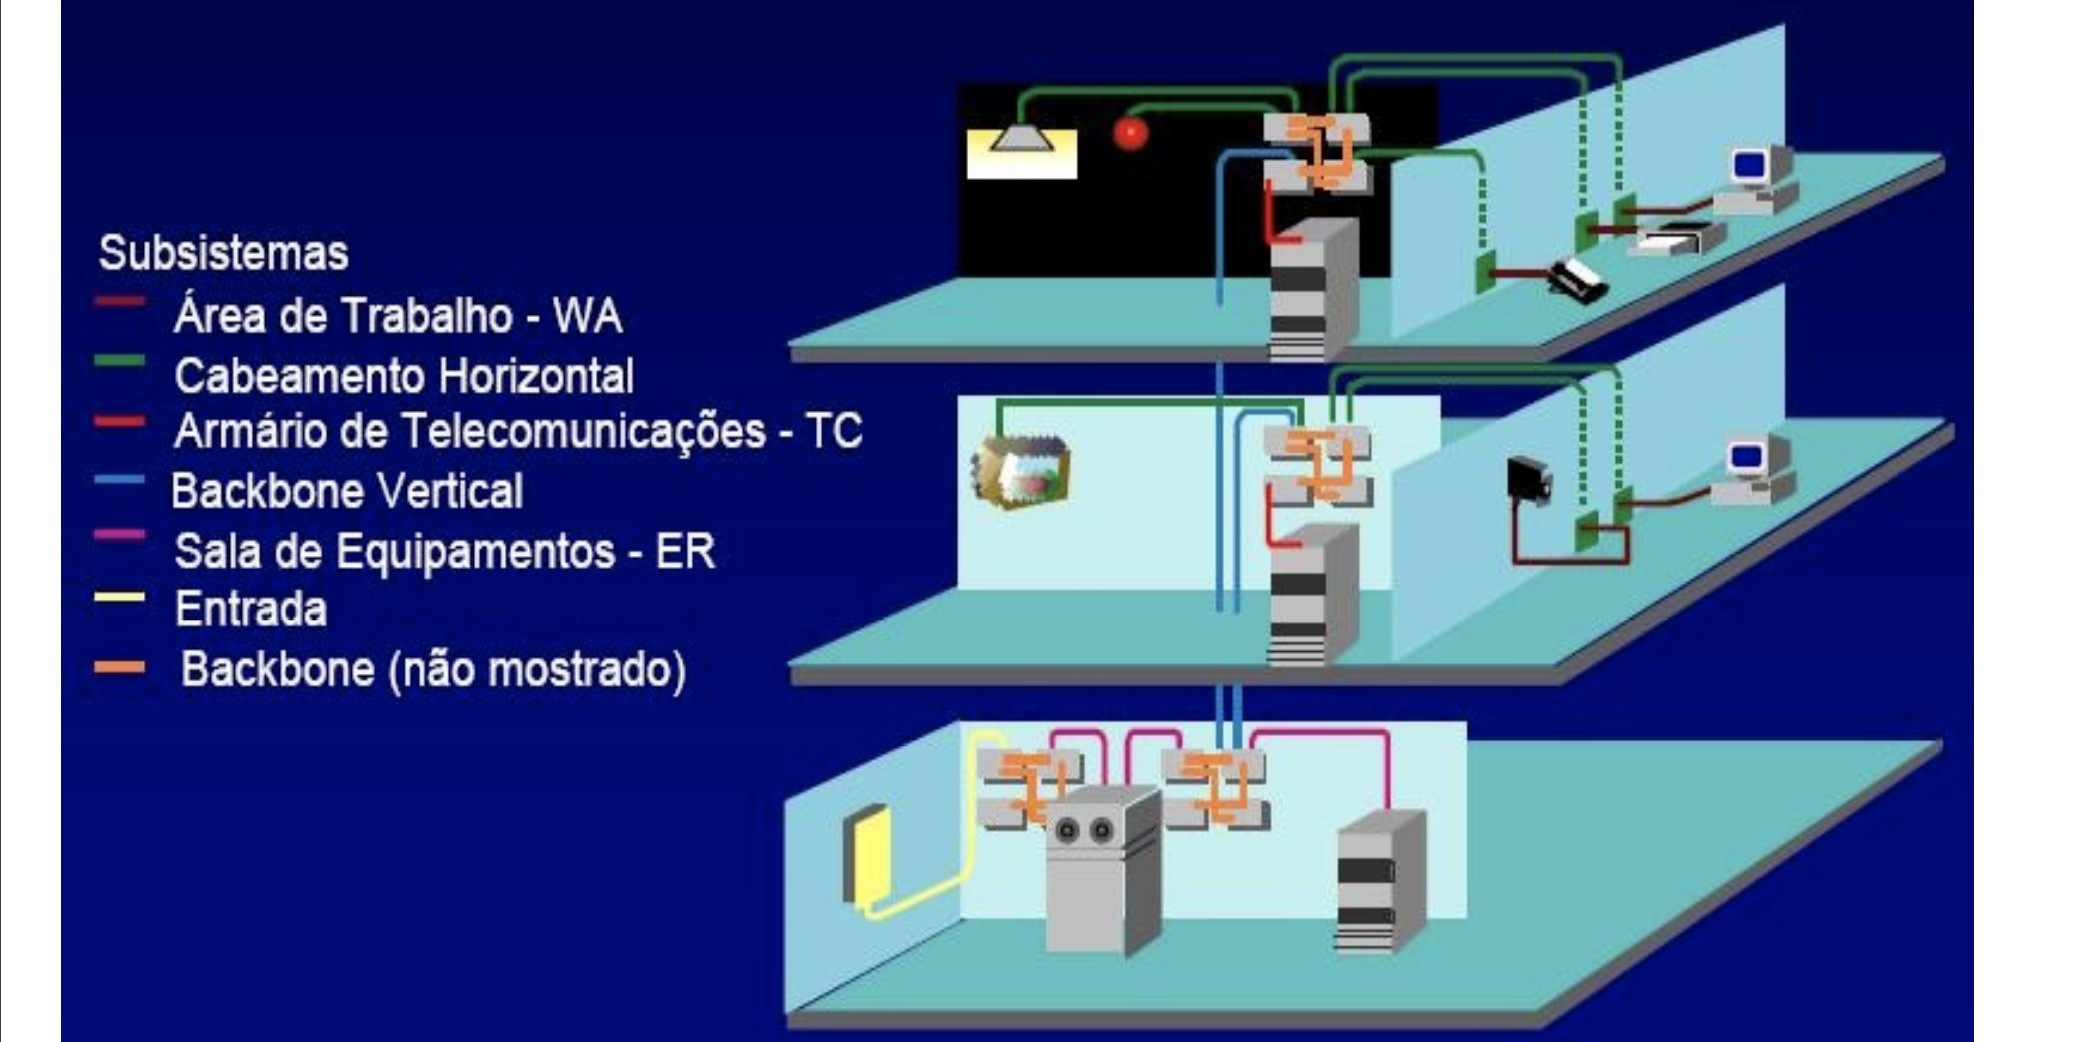 Subsistemas
Área de Trabalho - WA
Cabeamento Horizontal
Armário de Telecomunicações - TC
Backbone Vertical
Sala de Equipamentos - ER
Entrada
Backbone (não mostrado)